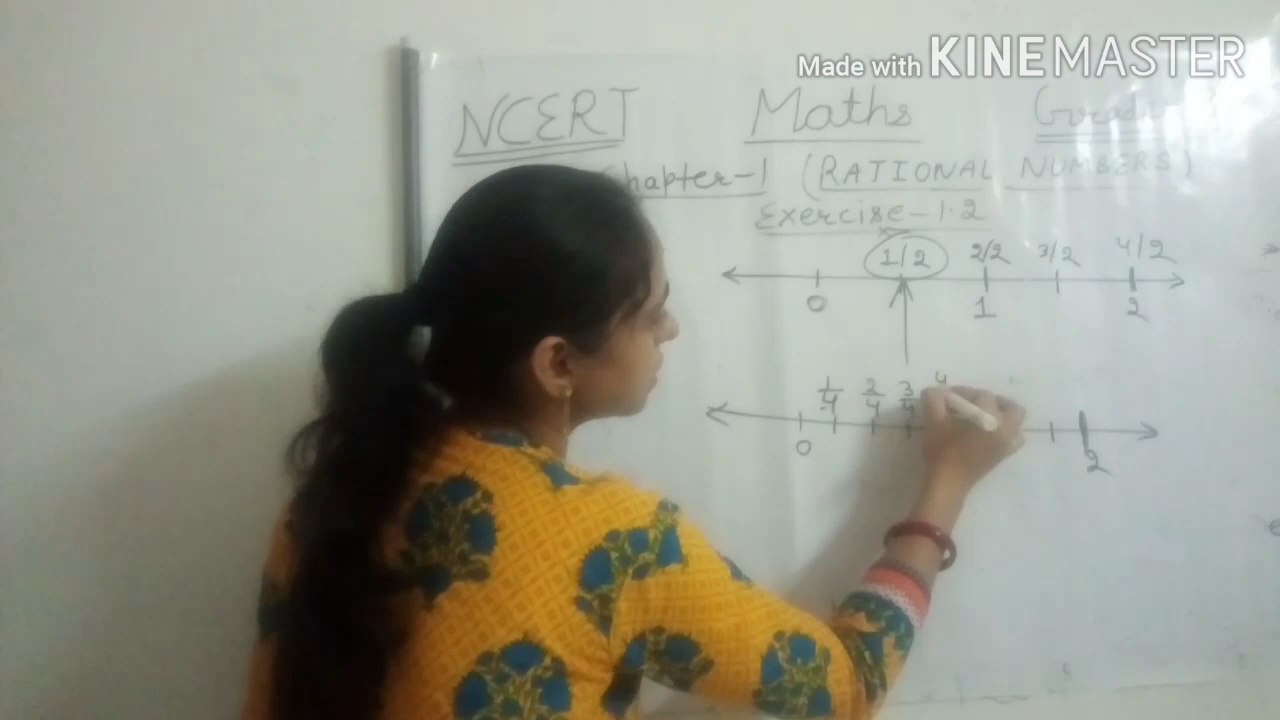 Made with KINEMASTER
NCERT Maths
Chapter-1 (RATIONAL NUMBERS)
Exercise-1.2
1/2 2/2 3/2 4/2
0 1 2
1/4 2/4 3/4 4
0 2